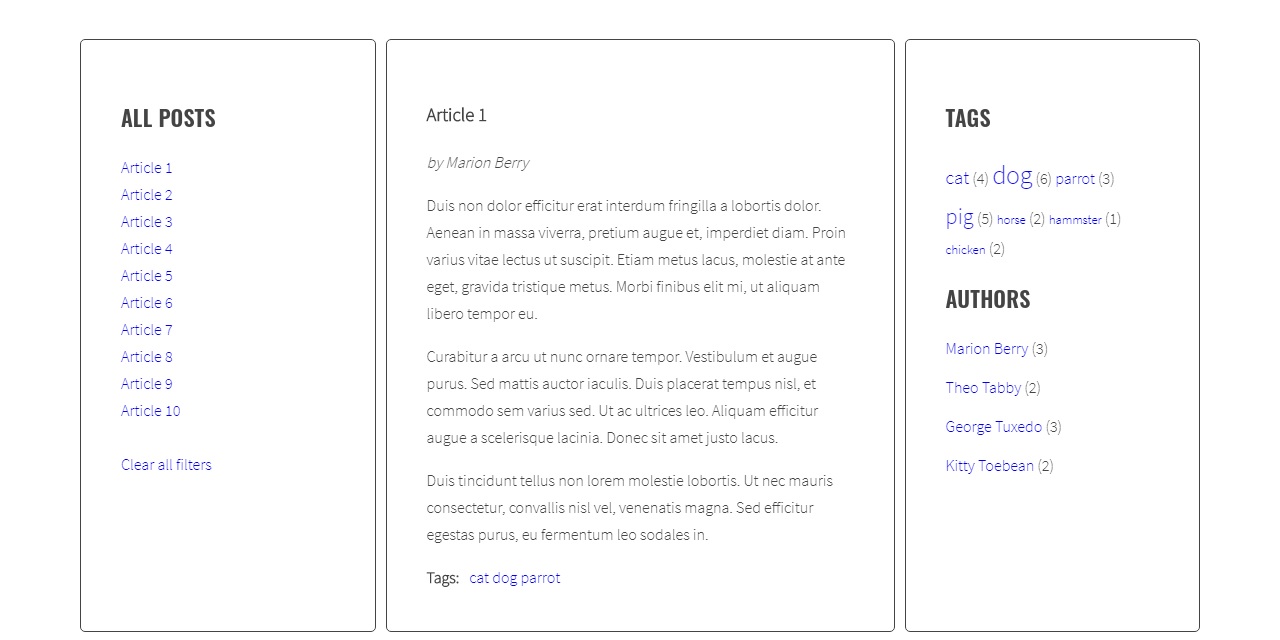 ALL POSTS
Article 1
Article 2
Article 3
Article 4
Article 5
Article 6
Article 7
Article 8
Article 9
Article 10
Clear all filters
Article 1
by Marion Berry
Duis non dolor efficitur erat interdum fringilla a lobortis dolor.
Aenean in massa viverra, pretium augue et, imperdiet diam. Proin
varius vitae lectus ut suscipit. Etiam metus lacus, molestie at ante
eget, gravida tristique metus. Morbi finibus elit mi, ut aliquam
libero tempor eu.
Curabitur a arcu ut nunc ornare tempor. Vestibulum et augue
purus. Sed mattis auctor iaculis. Duis placerat tempus nisl, et
commodo sem varius sed. Ut ac ultrices leo. Aliquam efficitur
augue a scelerisque lacinia. Donec sit amet justo lacus.
Duis tincidunt tellus non lorem molestie lobortis. Ut nec mauris
consectetur, convallis nisl vel, venenatis magna. Sed efficitur
egestas purus, eu fermentum leo sodales in.
Tags: cat dog parrot
TAGS
cat (4) dog (6) parrot (3)
pig (5) horse (2) hammster (1)
chicken (2)
AUTHORS
Marion Berry (3)
Theo Tabby (2)
George Tuxedo (3)
Kitty Toebean (2)